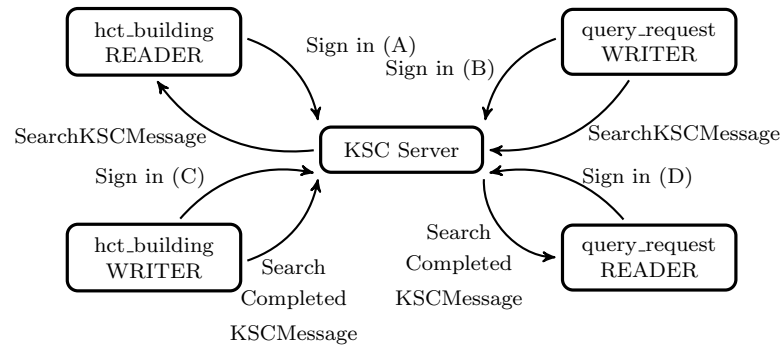 hct_building
READER
Sign in (A)
Sign in (B)
query_request
WRITER
SearchKSCMessage
KSC Server
SearchKSCMessage
Sign in (C)
Sign in (D)
hct_building
WRITER
Search
Completed
KSCMessage
Search
Completed
KSCMessage
query_request
READER